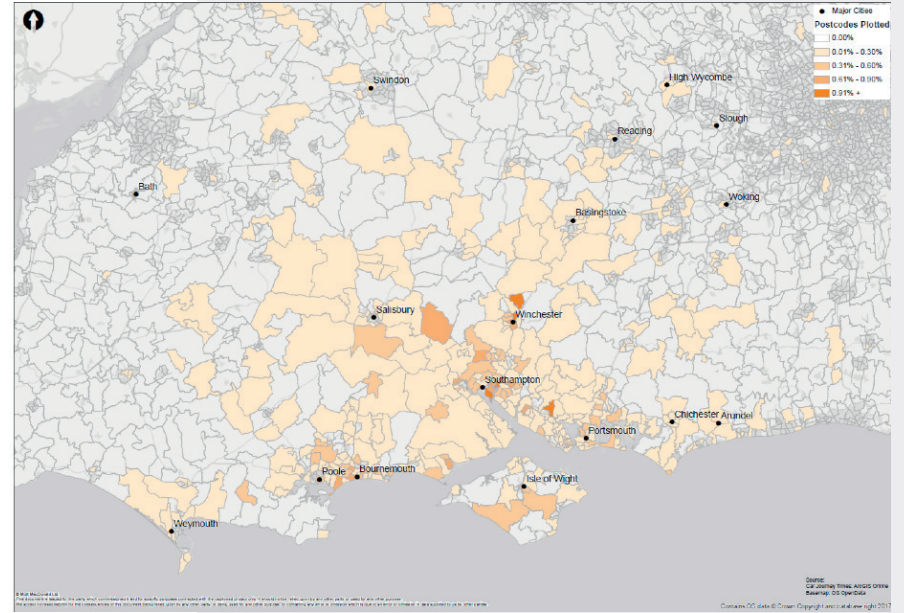 Major Cities
Postcodes Plotted
0.00%
0.01% - 0.30%
0.31% - 0.60%
0.61% - 0.90%
0.91% +
Swindon
High Wycombe
Slough
Reading
Bath
Woking
Basingstoke
Salisbury
Winchester
Southampton
Chichester Arundel
Portsmouth
Poole
Bournemouth
Isle of Wight
Weymouth
Source:
Car Journey Times: ArcGIS Online
Basemap: OS OpenData
© Mott MacDonald Ltd
Contains OS data © Crown Copyright and database right 2017